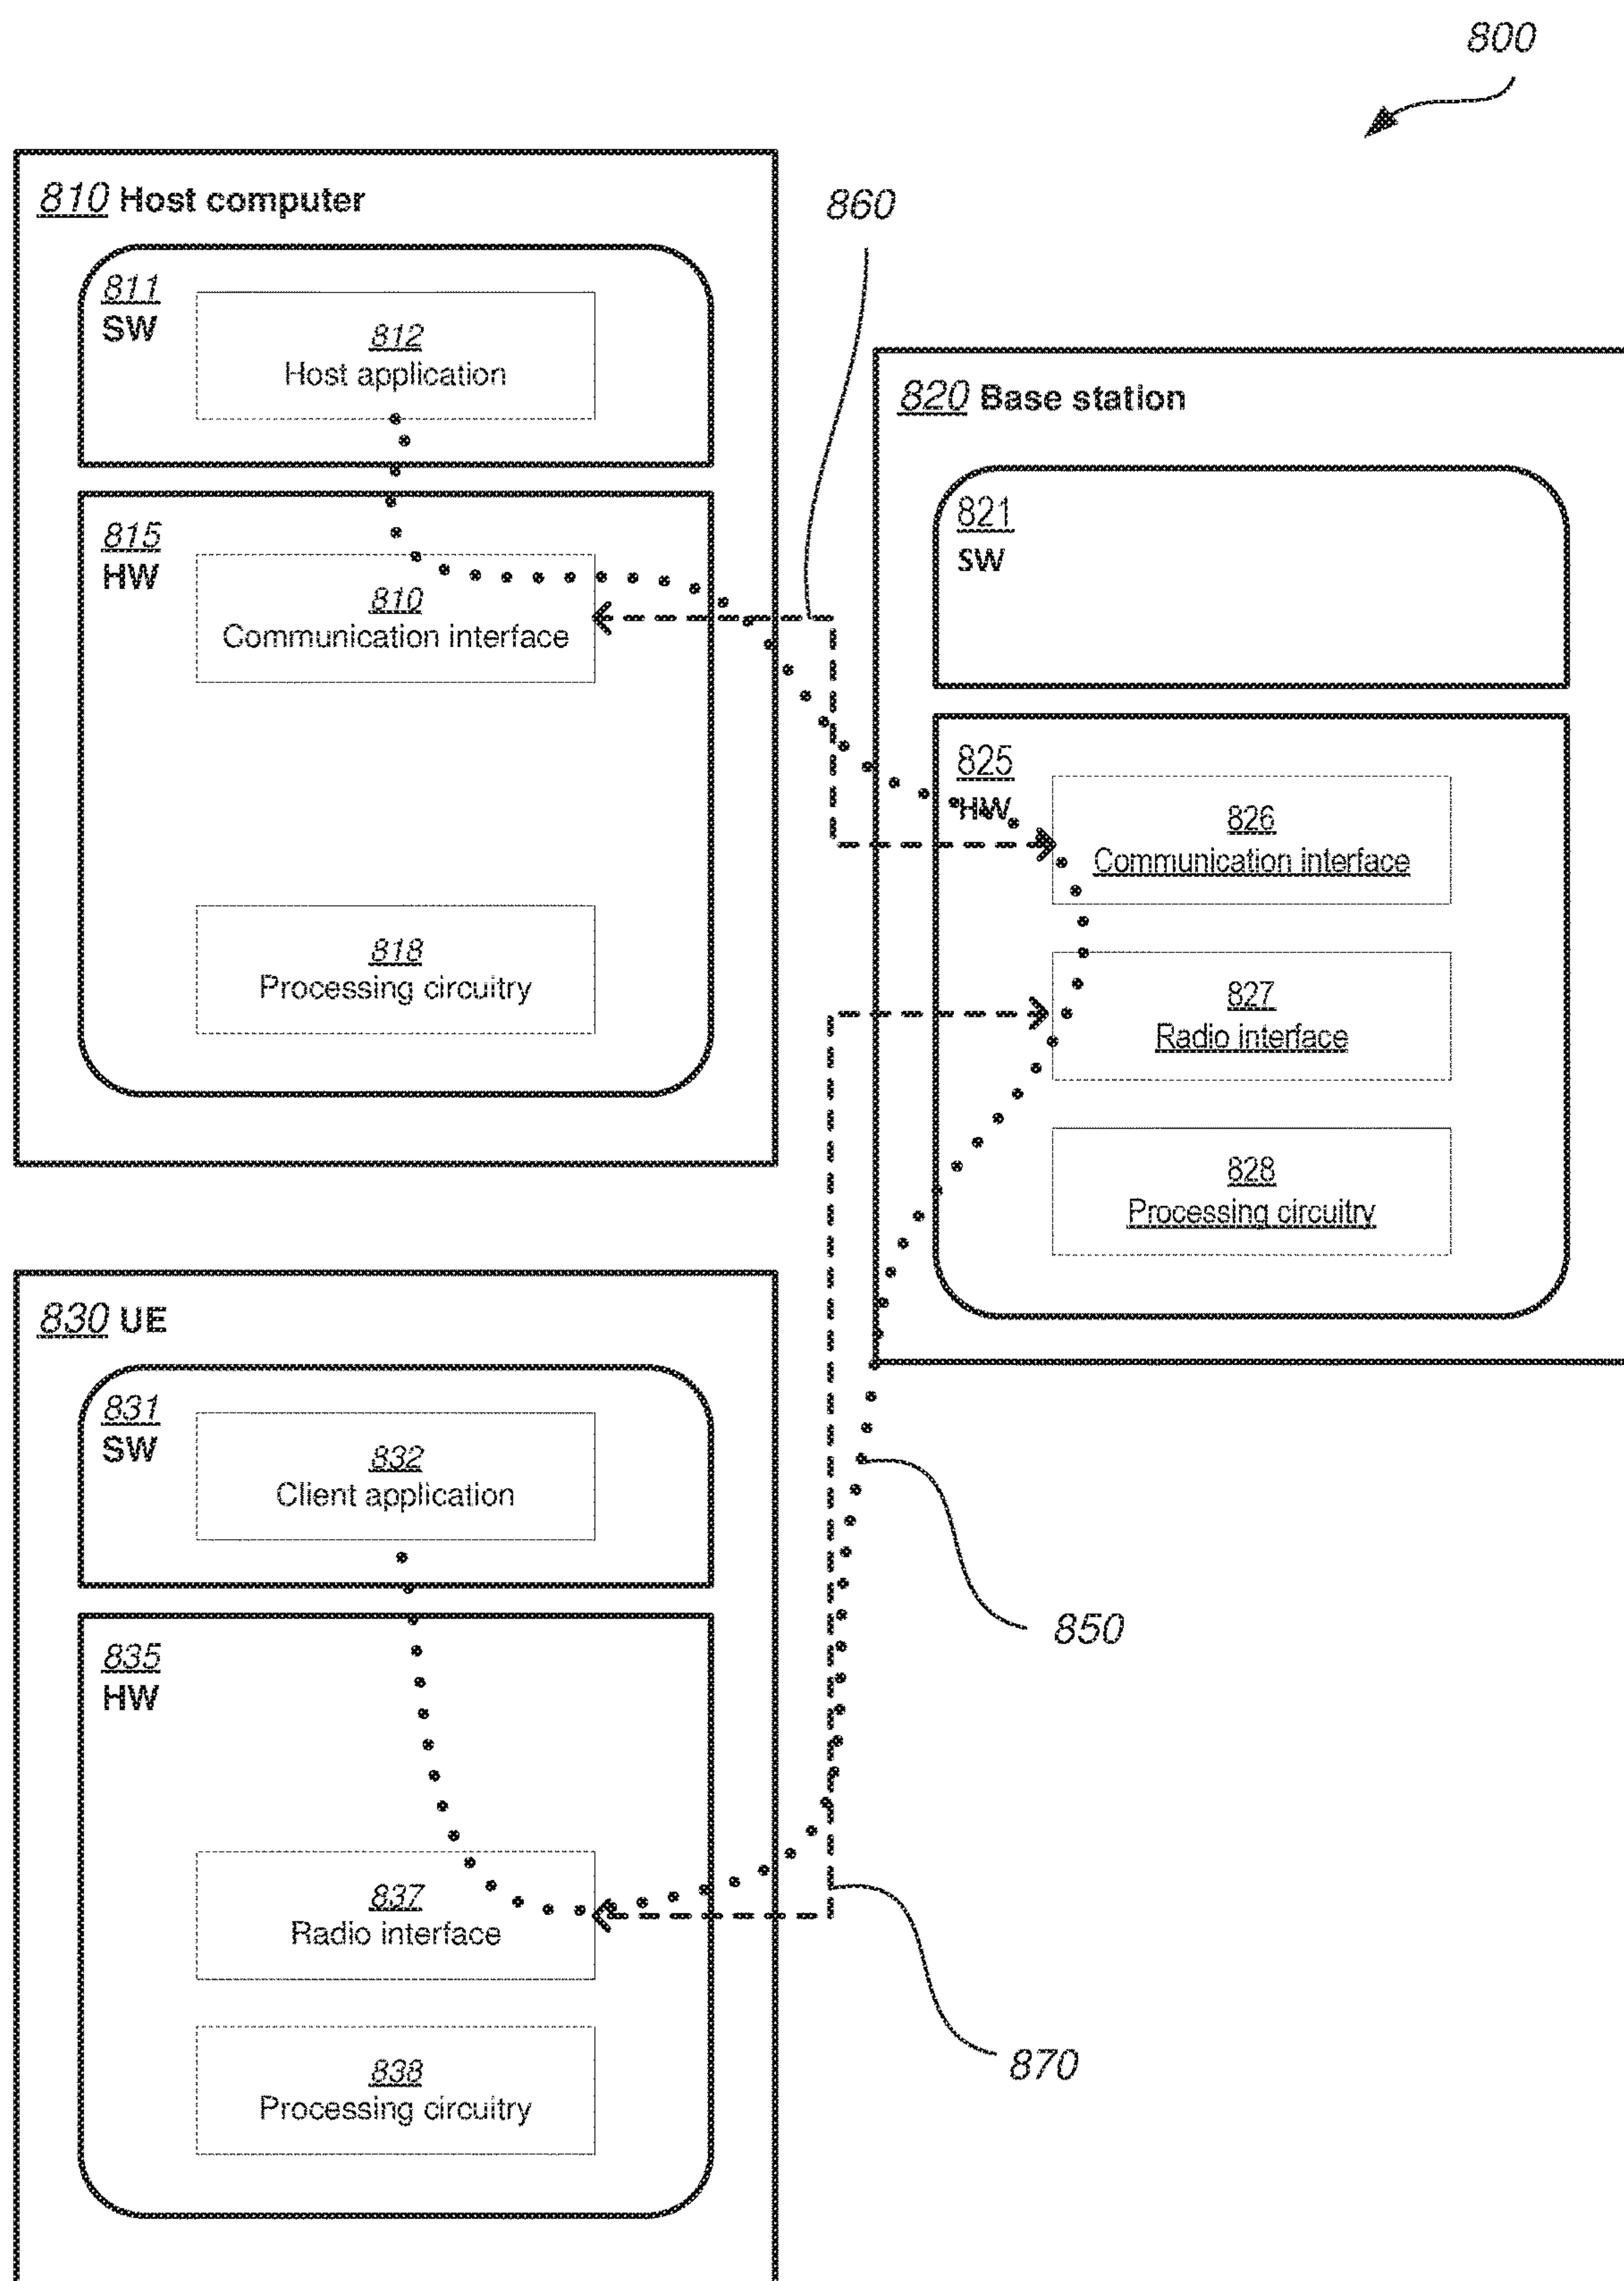 800
810 Host computer
860
811
SW
812
Host application
820 Base station
815
HW
810
Communication interface
821
SW
818
Processing circuitry
825
HW
826
Communication interface
827
Radio interface
828
Processing circuitry
830 UE
831
SW
832
Client application
850
835
HW
837
Radio interface
870
838
Processing circuitry